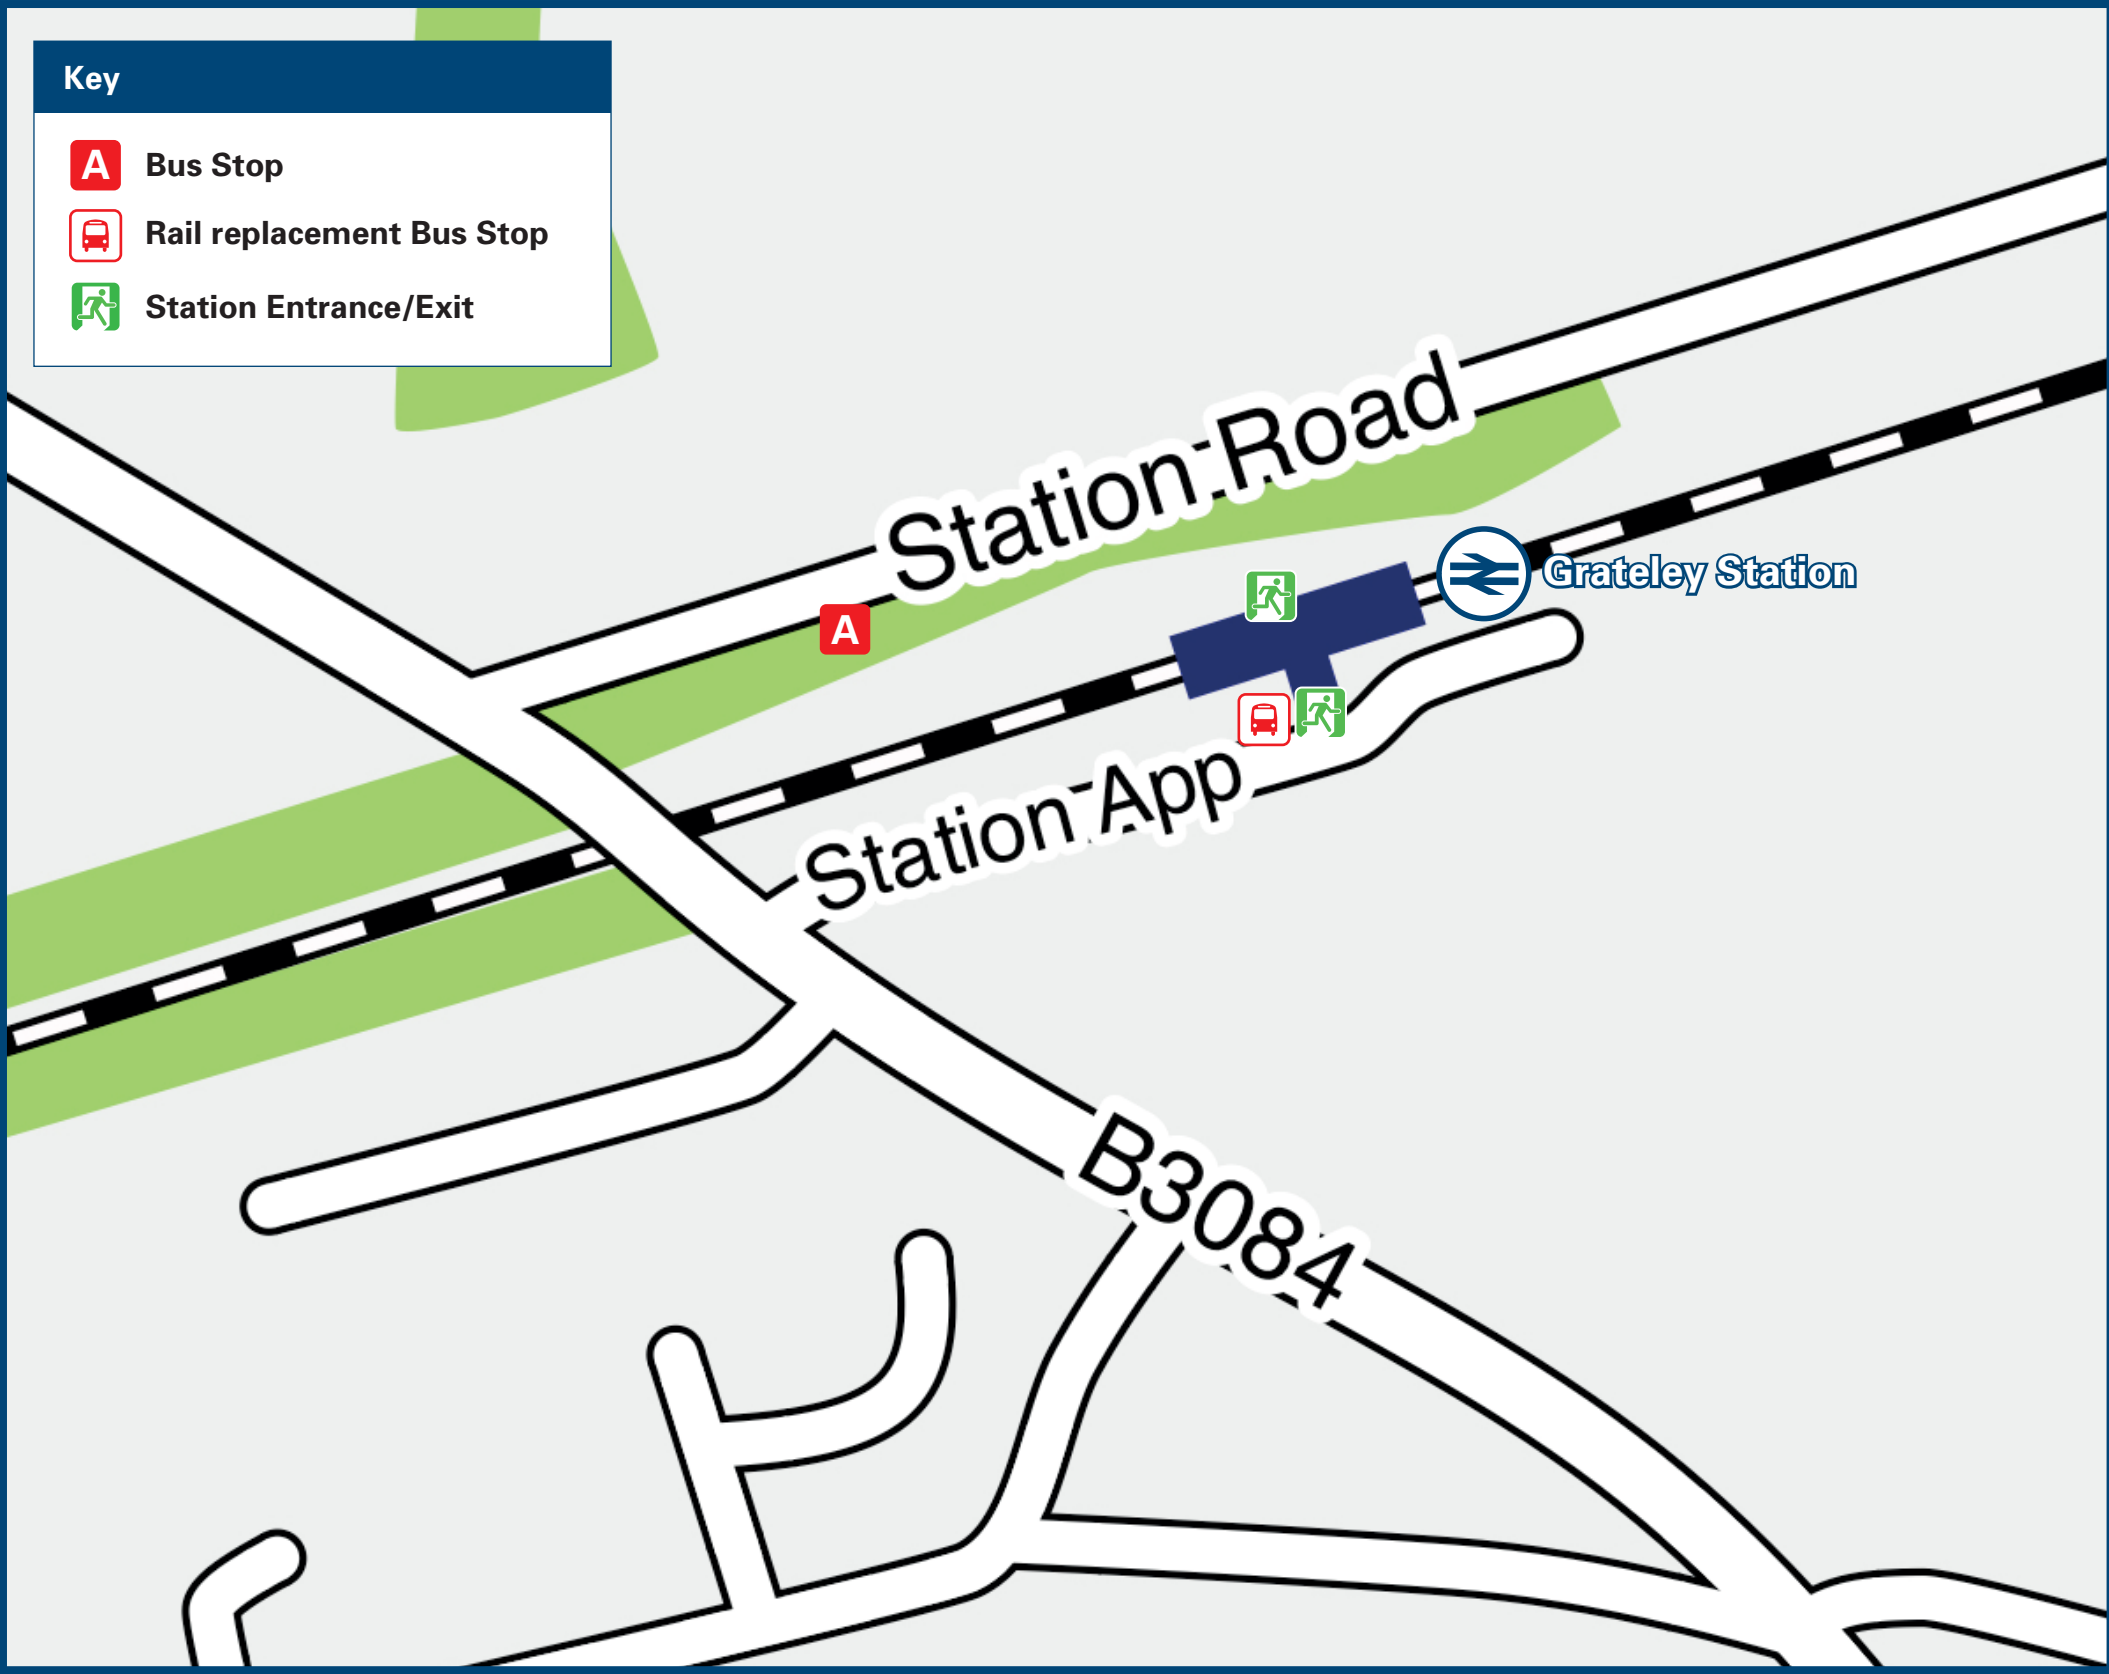 Key
A Bus Stop
Rail replacement Bus Stop
Station Entrance/Exit
Station Road
Grateley Station
A
Station App
B3084